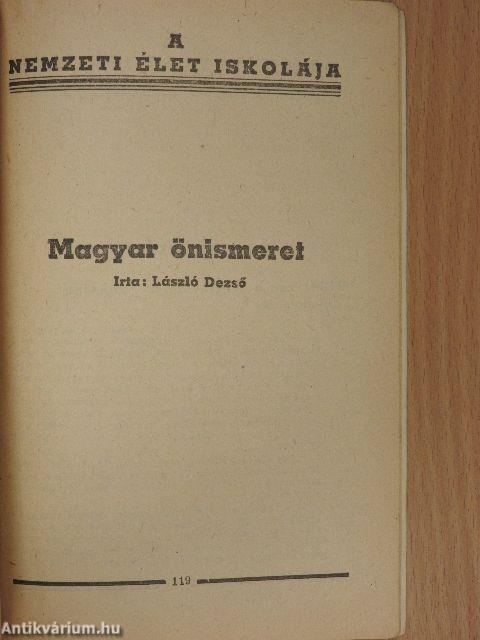 A
NEMZETI ÉLET ISKOLÁJA
Magyar önismeret
Irta: László Dezső
119
Antikvárium.hu